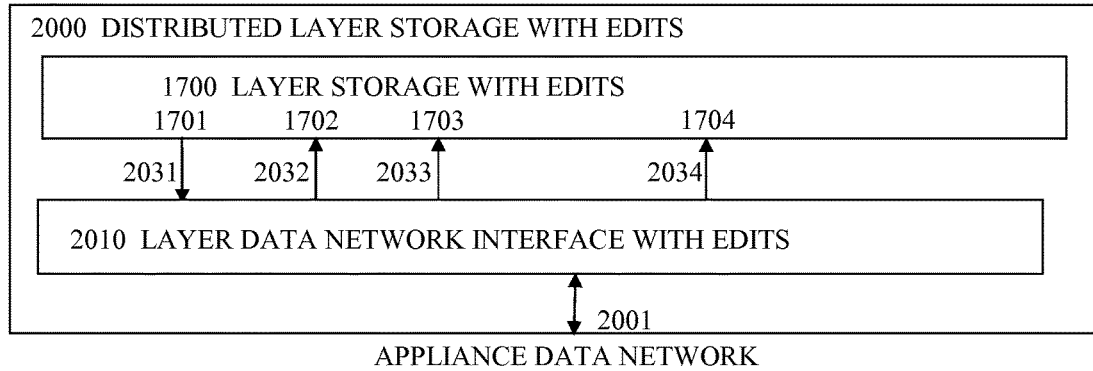 2000 DISTRIBUTED LAYER STORAGE WITH EDITS
1700 LAYER STORAGE WITH EDITS
1701 1702 1703 1704
2031 2032 2033 2034
2010 LAYER DATA NETWORK INTERFACE WITH EDITS
2001
APPLIANCE DATA NETWORK